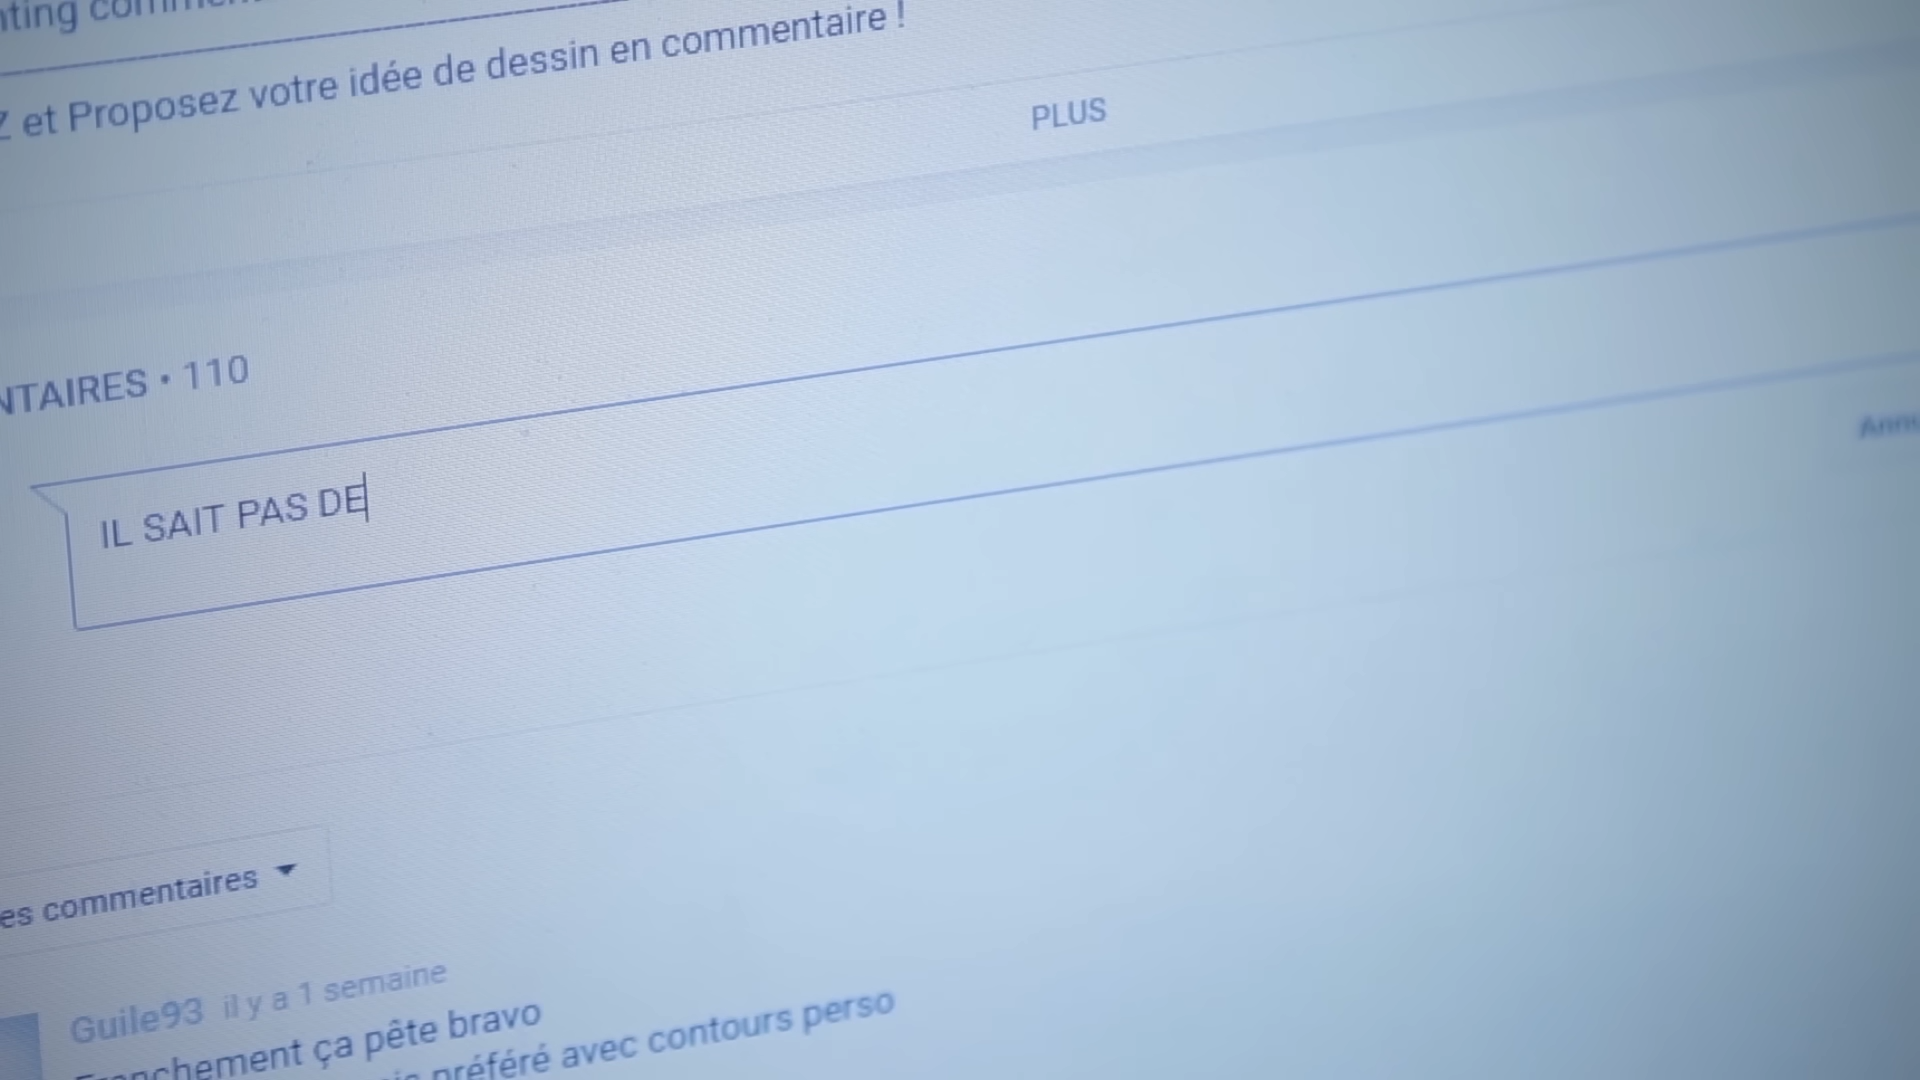 et Proposez votre idée de dessin en commentaire !
PLUS
NTAIRES • 110
IL SAIT PAS DE
Annu
es commentaires
Guile93 il y a 1 semaine
ça pête bravo
préféré avec contours perso